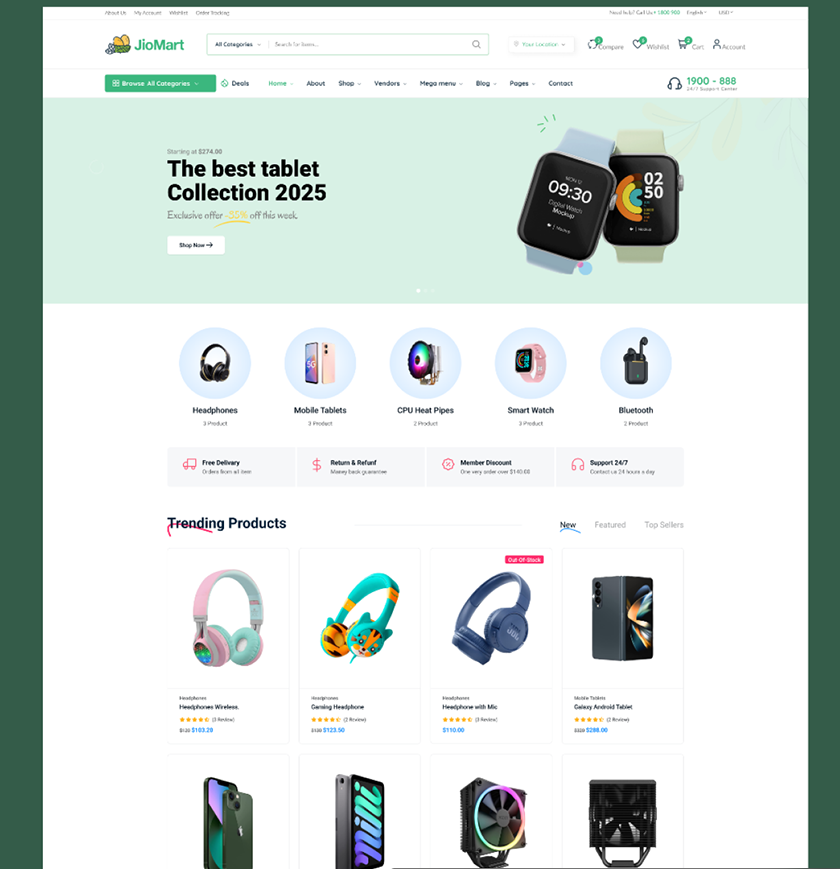 About Us My Account Wishlist Order Tracking
Need help? Call Us: + 1800 900 English USD
JioMart
All Categories Search for items...
Your Location
Compare Wishlist Cart Account
Browse All Categories Deals Home About Shop Vendors Mega menu Blog Pages Contact
1900 - 888
24/7 Support Center
Starting at $274.00
The best tablet
Collection 2025
Exclusive offer -35% off this week.
Shop Now
MON 17
09:30
Digital Watch
Mockup
02
50
Headphones Mobile Tablets CPU Heat Pipes Smart Watch Bluetooth
3 Product 3 Product 2 Product 3 Product 2 Product
Free Delivary Return & Refunf Member Discount Support 24/7
Orders from all item Maney back guarantee One very order over $140.00 Contact us 24 hours a day
Trending Products
New Featured Top Sellers
Out Of-Stock
5G
JBL
Headphones Headphones Headphones Mobile Tablets
Headphones Wireless. Gaming Headphone Headphone with Mic Galaxy Android Tablet
(3 Review) (2 Review) (3 Review) (2 Review)
$120 $103.20 $130 $123.50 $110.00 $320 $288.00